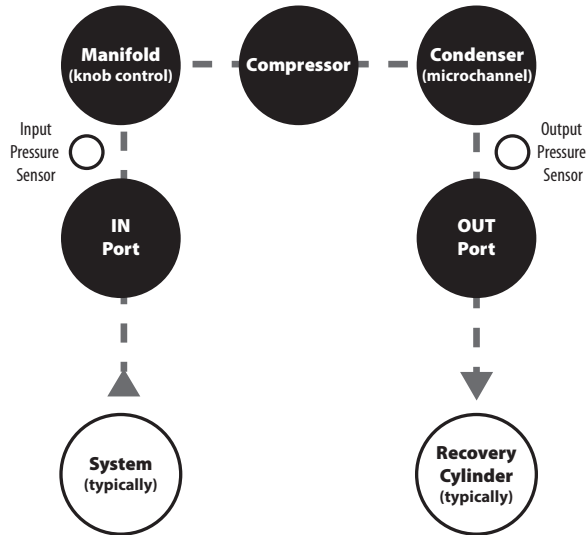 Manifold
(knob control)
Compressor
Condenser
(microchannel)
Input
Pressure
Sensor
Output
Pressure
Sensor
IN
Port
OUT
Port
System
(typically)
Recovery
Cylinder
(typically)